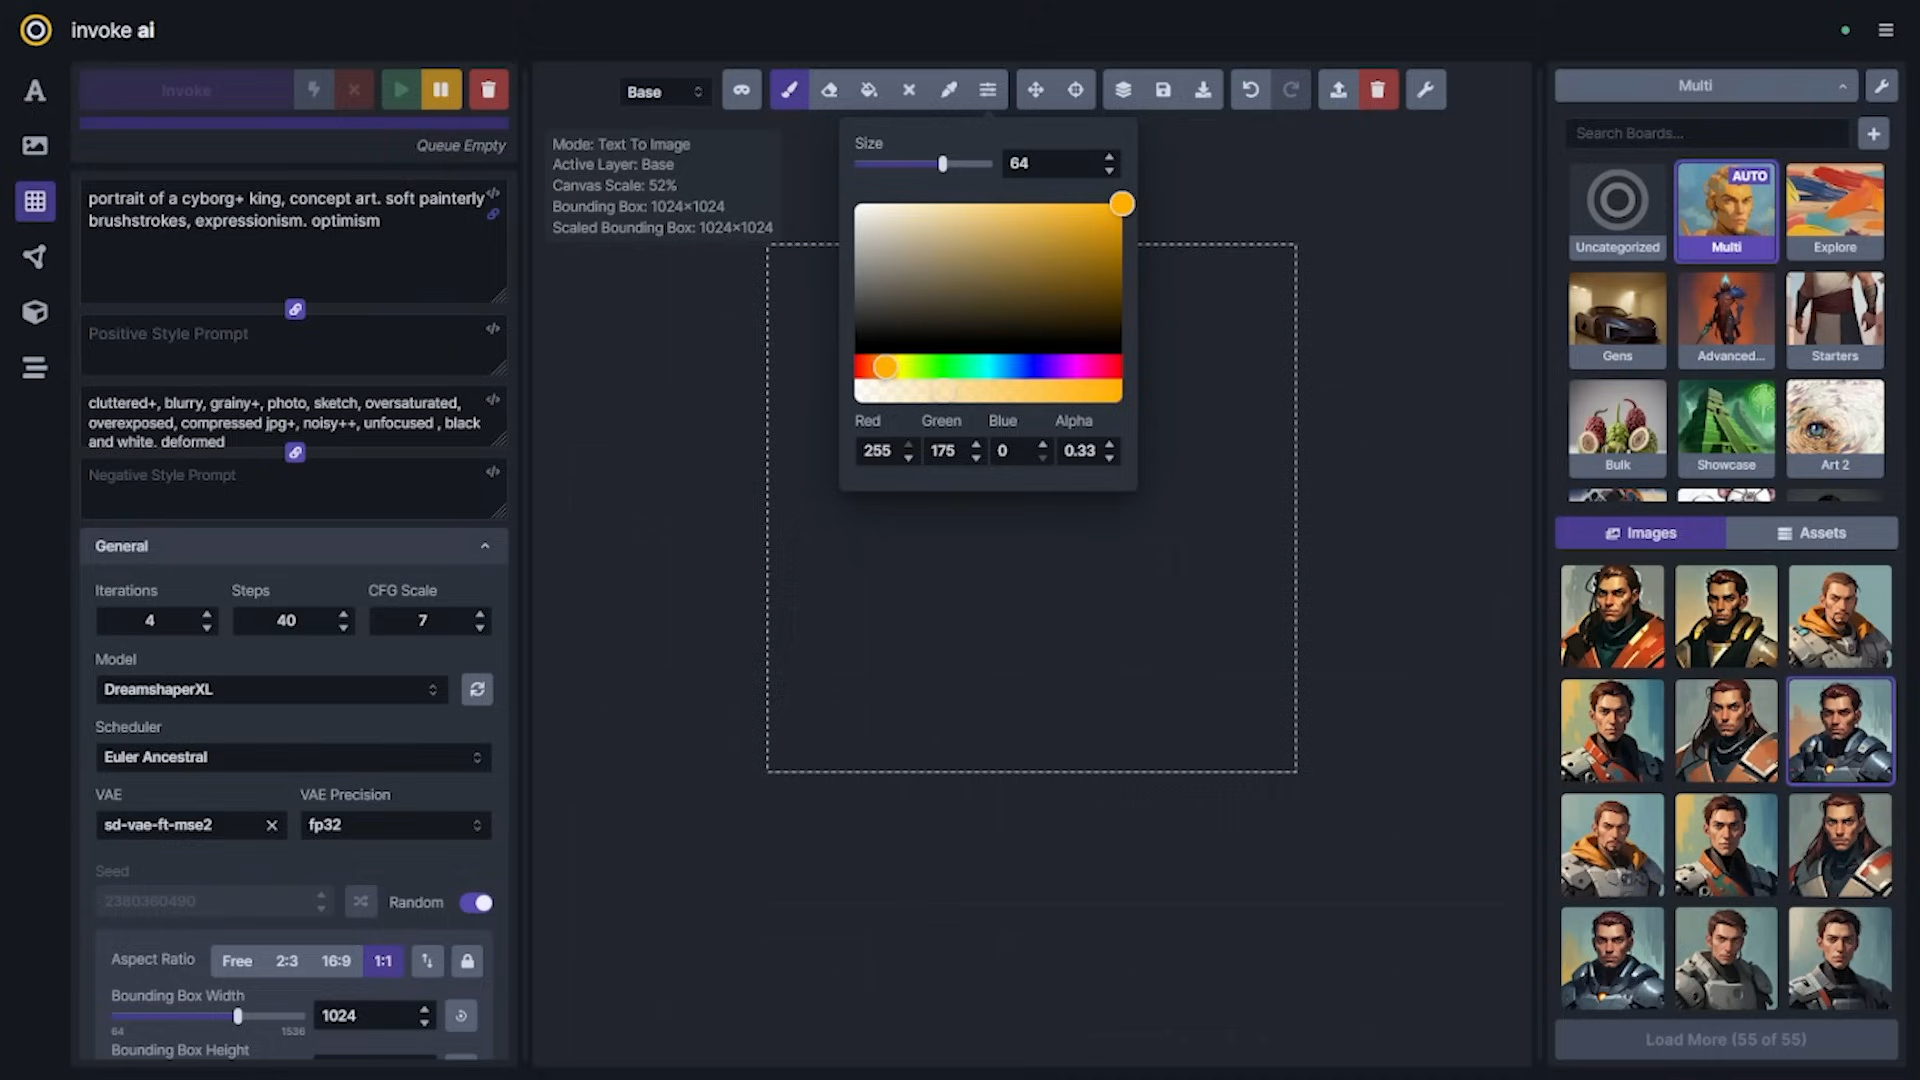 invoke ai
Invoke
Queue Empty
portrait of a cyborg+ king, concept art. soft painterly
brushstrokes, expressionism. optimism
Positive Style Prompt
cluttered+, blurry, grainy+, photo, sketch, oversaturated,
overexposed, compressed jpg+, noisy++, unfocused , black
and white. deformed
Negative Style Prompt
General
Iterations Steps CFG Scale
4 40 7
Model
DreamshaperXL
Scheduler
Euler Ancestral
VAE VAE Precision
sd-vae-ft-mse2 fp32
Seed
2380360490 Random
Aspect Ratio Free 2:3 16:9 1:1
Bounding Box Width
1024
64 1536
Bounding Box Height
Base
Mode: Text To Image
Active Layer: Base
Canvas Scale: 52%
Bounding Box: 1024×1024
Scaled Bounding Box: 1024×1024
Size
64
Red Green Blue Alpha
255 175 0 0.33
Multi
Search Boards...
AUTO
Uncategorized Multi Explore
Gens Advanced... Starters
Bulk Showcase Art 2
Images Assets
Load More (55 of 55)